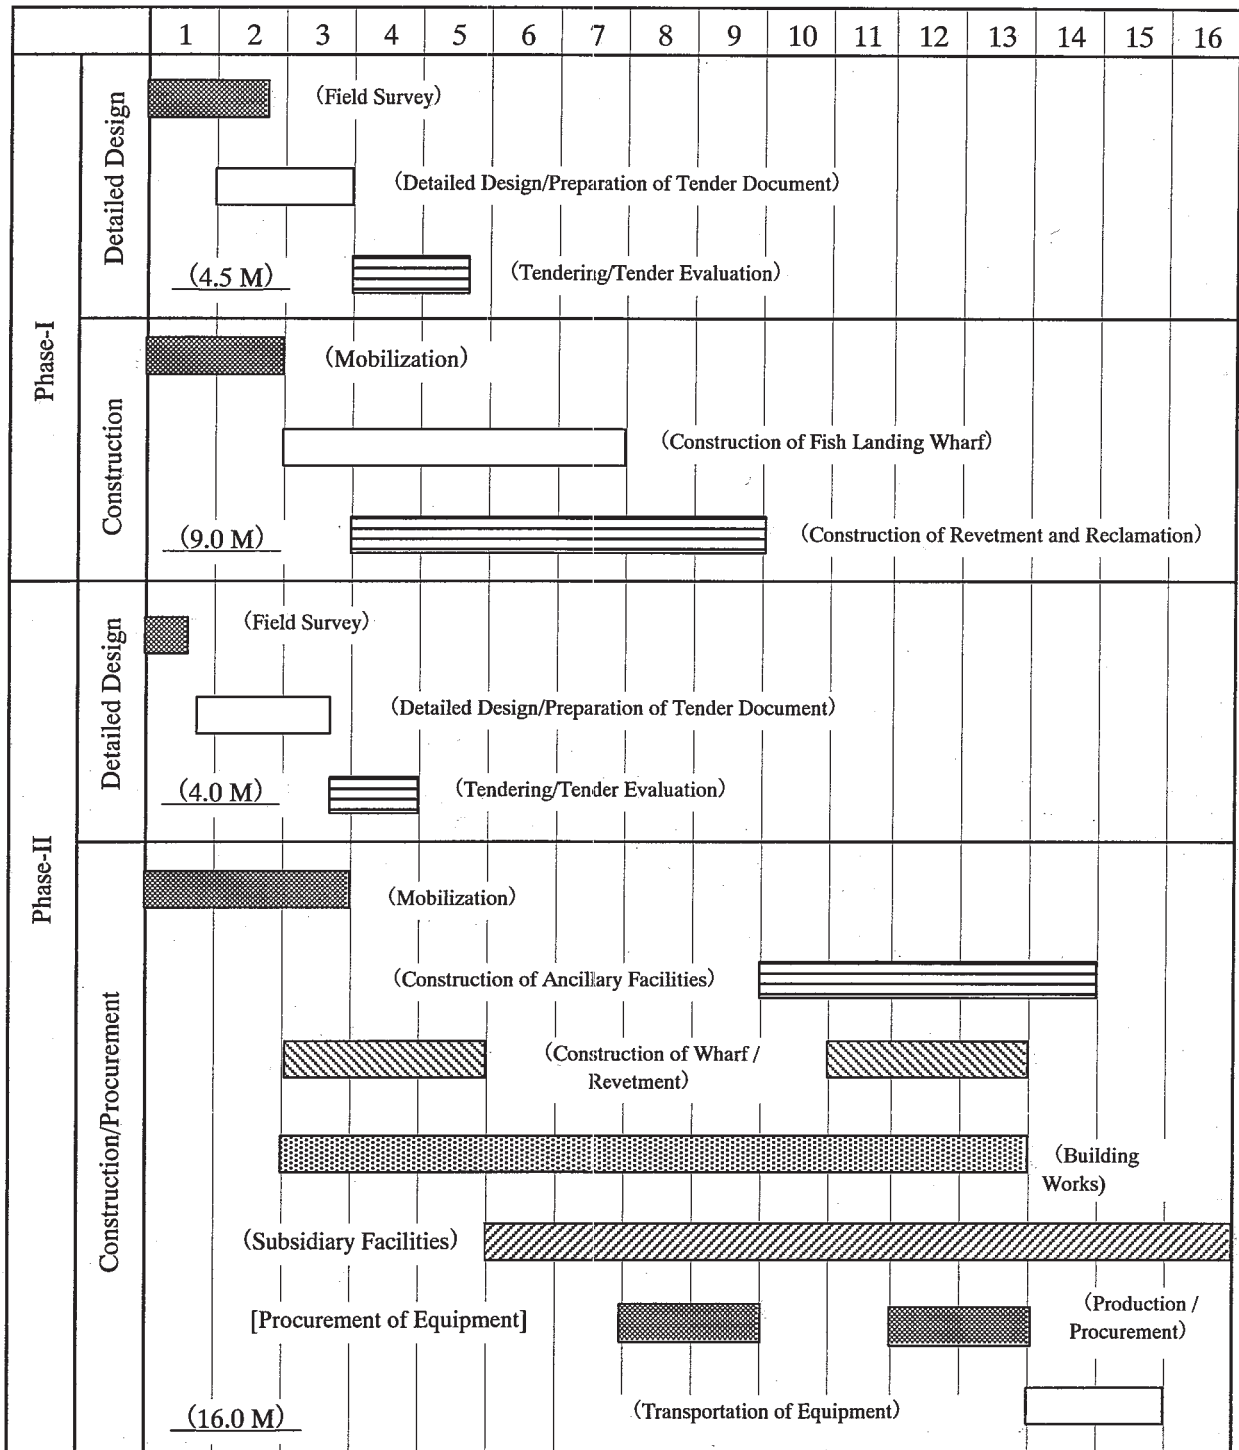 1 2 3 4 5 6 7 8 9 10 11 12 13 14 15 16
Phase-I
Detailed Design
(Field Survey)
(Detailed Design/Preparation of Tender Document)
(Tendering/Tender Evaluation)
(4.5 M)
Construction
(Mobilization)
(Construction of Fish Landing Wharf)
(Construction of Revetment and Reclamation)
(9.0 M)
Phase-II
Detailed Design
(Field Survey)
(Detailed Design/Preparation of Tender Document)
(Tendering/Tender Evaluation)
(4.0 M)
Construction/Procurement
(Mobilization)
(Construction of Ancillary Facilities)
(Construction of Wharf /
Revetment)
(Building
Works)
(Subsidiary Facilities)
[Procurement of Equipment]
(Production /
Procurement)
(Transportation of Equipment)
(16.0 M)